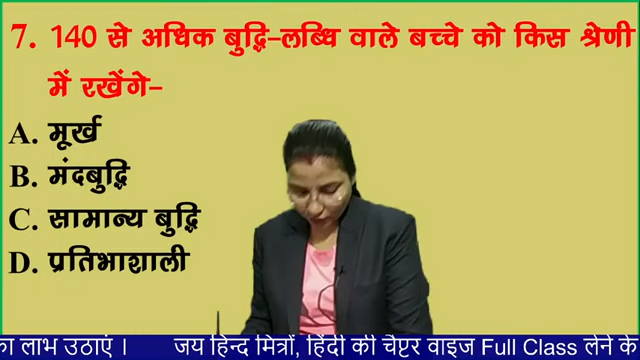 7. 140 से अधिक बुद्धि-लब्धि वाले बच्चे को किस श्रेणी
में रखेंगे-
A. मूर्ख
B. मंदबुद्धि
C. सामान्य बुद्धि
D. प्रतिभाशाली
का लाभ उठाएं । जय हिन्द मित्रों, हिंदी की चैप्टर वाइज Full Class लेने के